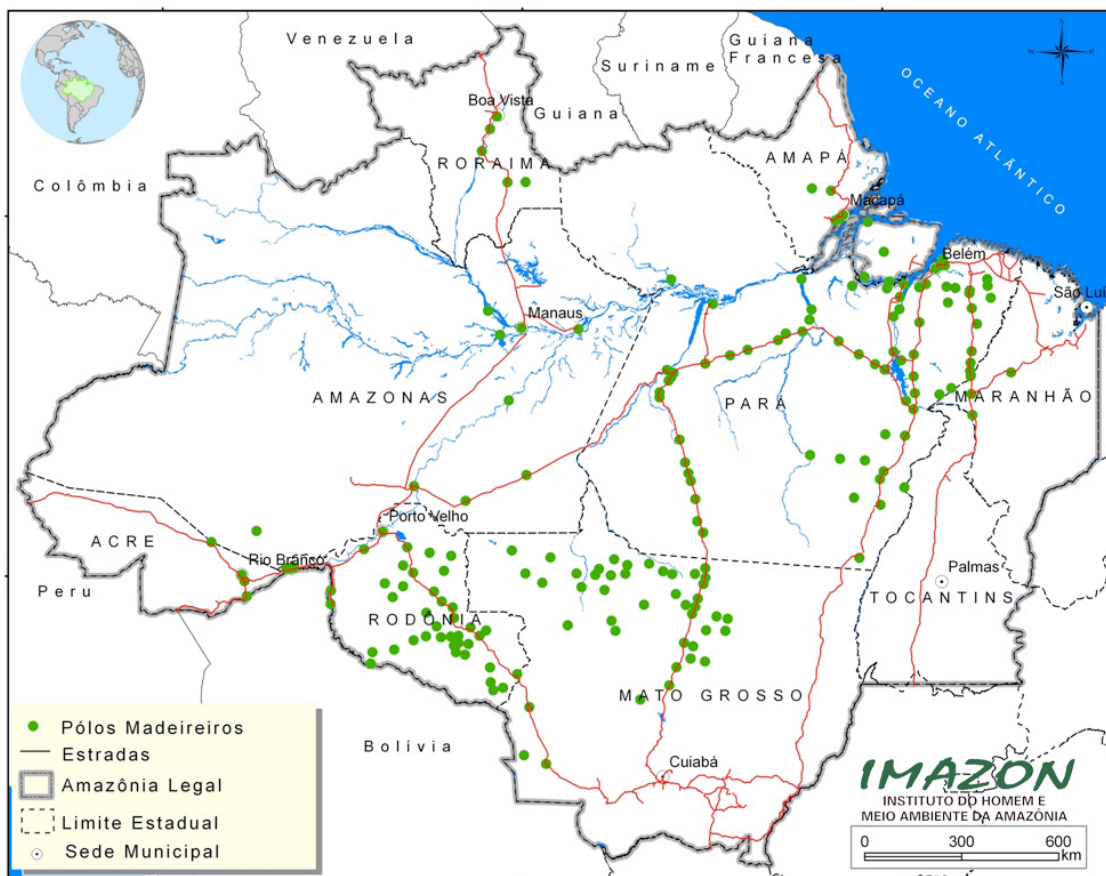 Venezuela
Suriname
Guiana
Francesa
Guiana
Colômbia
OCEANO ATLÂNTICO
Boa Vista
RORAIMA
AMAPÁ
Macapá
Belém
São Luí
Manaus
AMAZONAS
PARÁ
MARANHÃO
Porto Velho
ACRE
Rio Branco
Peru
Palmas
TOCANTINS
RODÔNIA
MATO GROSSO
Bolívia
Cuiabá
Pólos Madeireiros
Estradas
Amazônia Legal
Limite Estadual
Sede Municipal
IMAZON
INSTITUTO DO HOMEM E
MEIO AMBIENTE DA AMAZÔNIA
0 300 600
km
N
W E
S